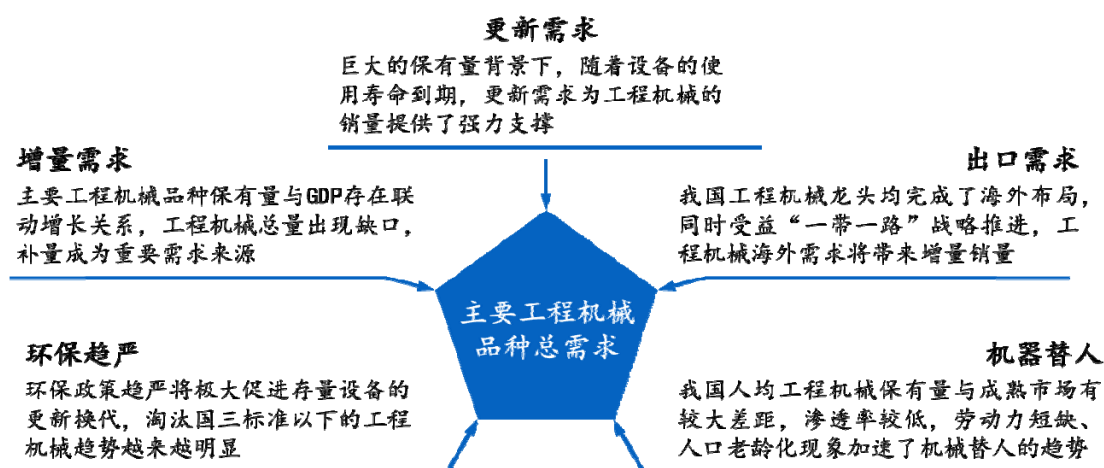 更新需求
巨大的保有量背景下，随着设备的使
用寿命到期，更新需求为工程机械的
销量提供了强力支撑
增量需求
主要工程机械品种保有量与GDP存在联
动增长关系，工程机械总量出现缺口，
补量成为重要需求来源
出口需求
我国工程机械龙头均完成了海外布局，
同时受益“一带一路”战略推进，工
程机械海外需求将带来增量销量
主要工程机械
品种总需求
环保趋严
环保政策趋严将极大促进存量设备的
更新换代，淘汰国三标准以下的工程
机械趋势越来越明显
机器替人
我国人均工程机械保有量与成熟市场有
较大差距，渗透率较低，劳动力短缺、
人口老龄化现象加速了机械替人的趋势